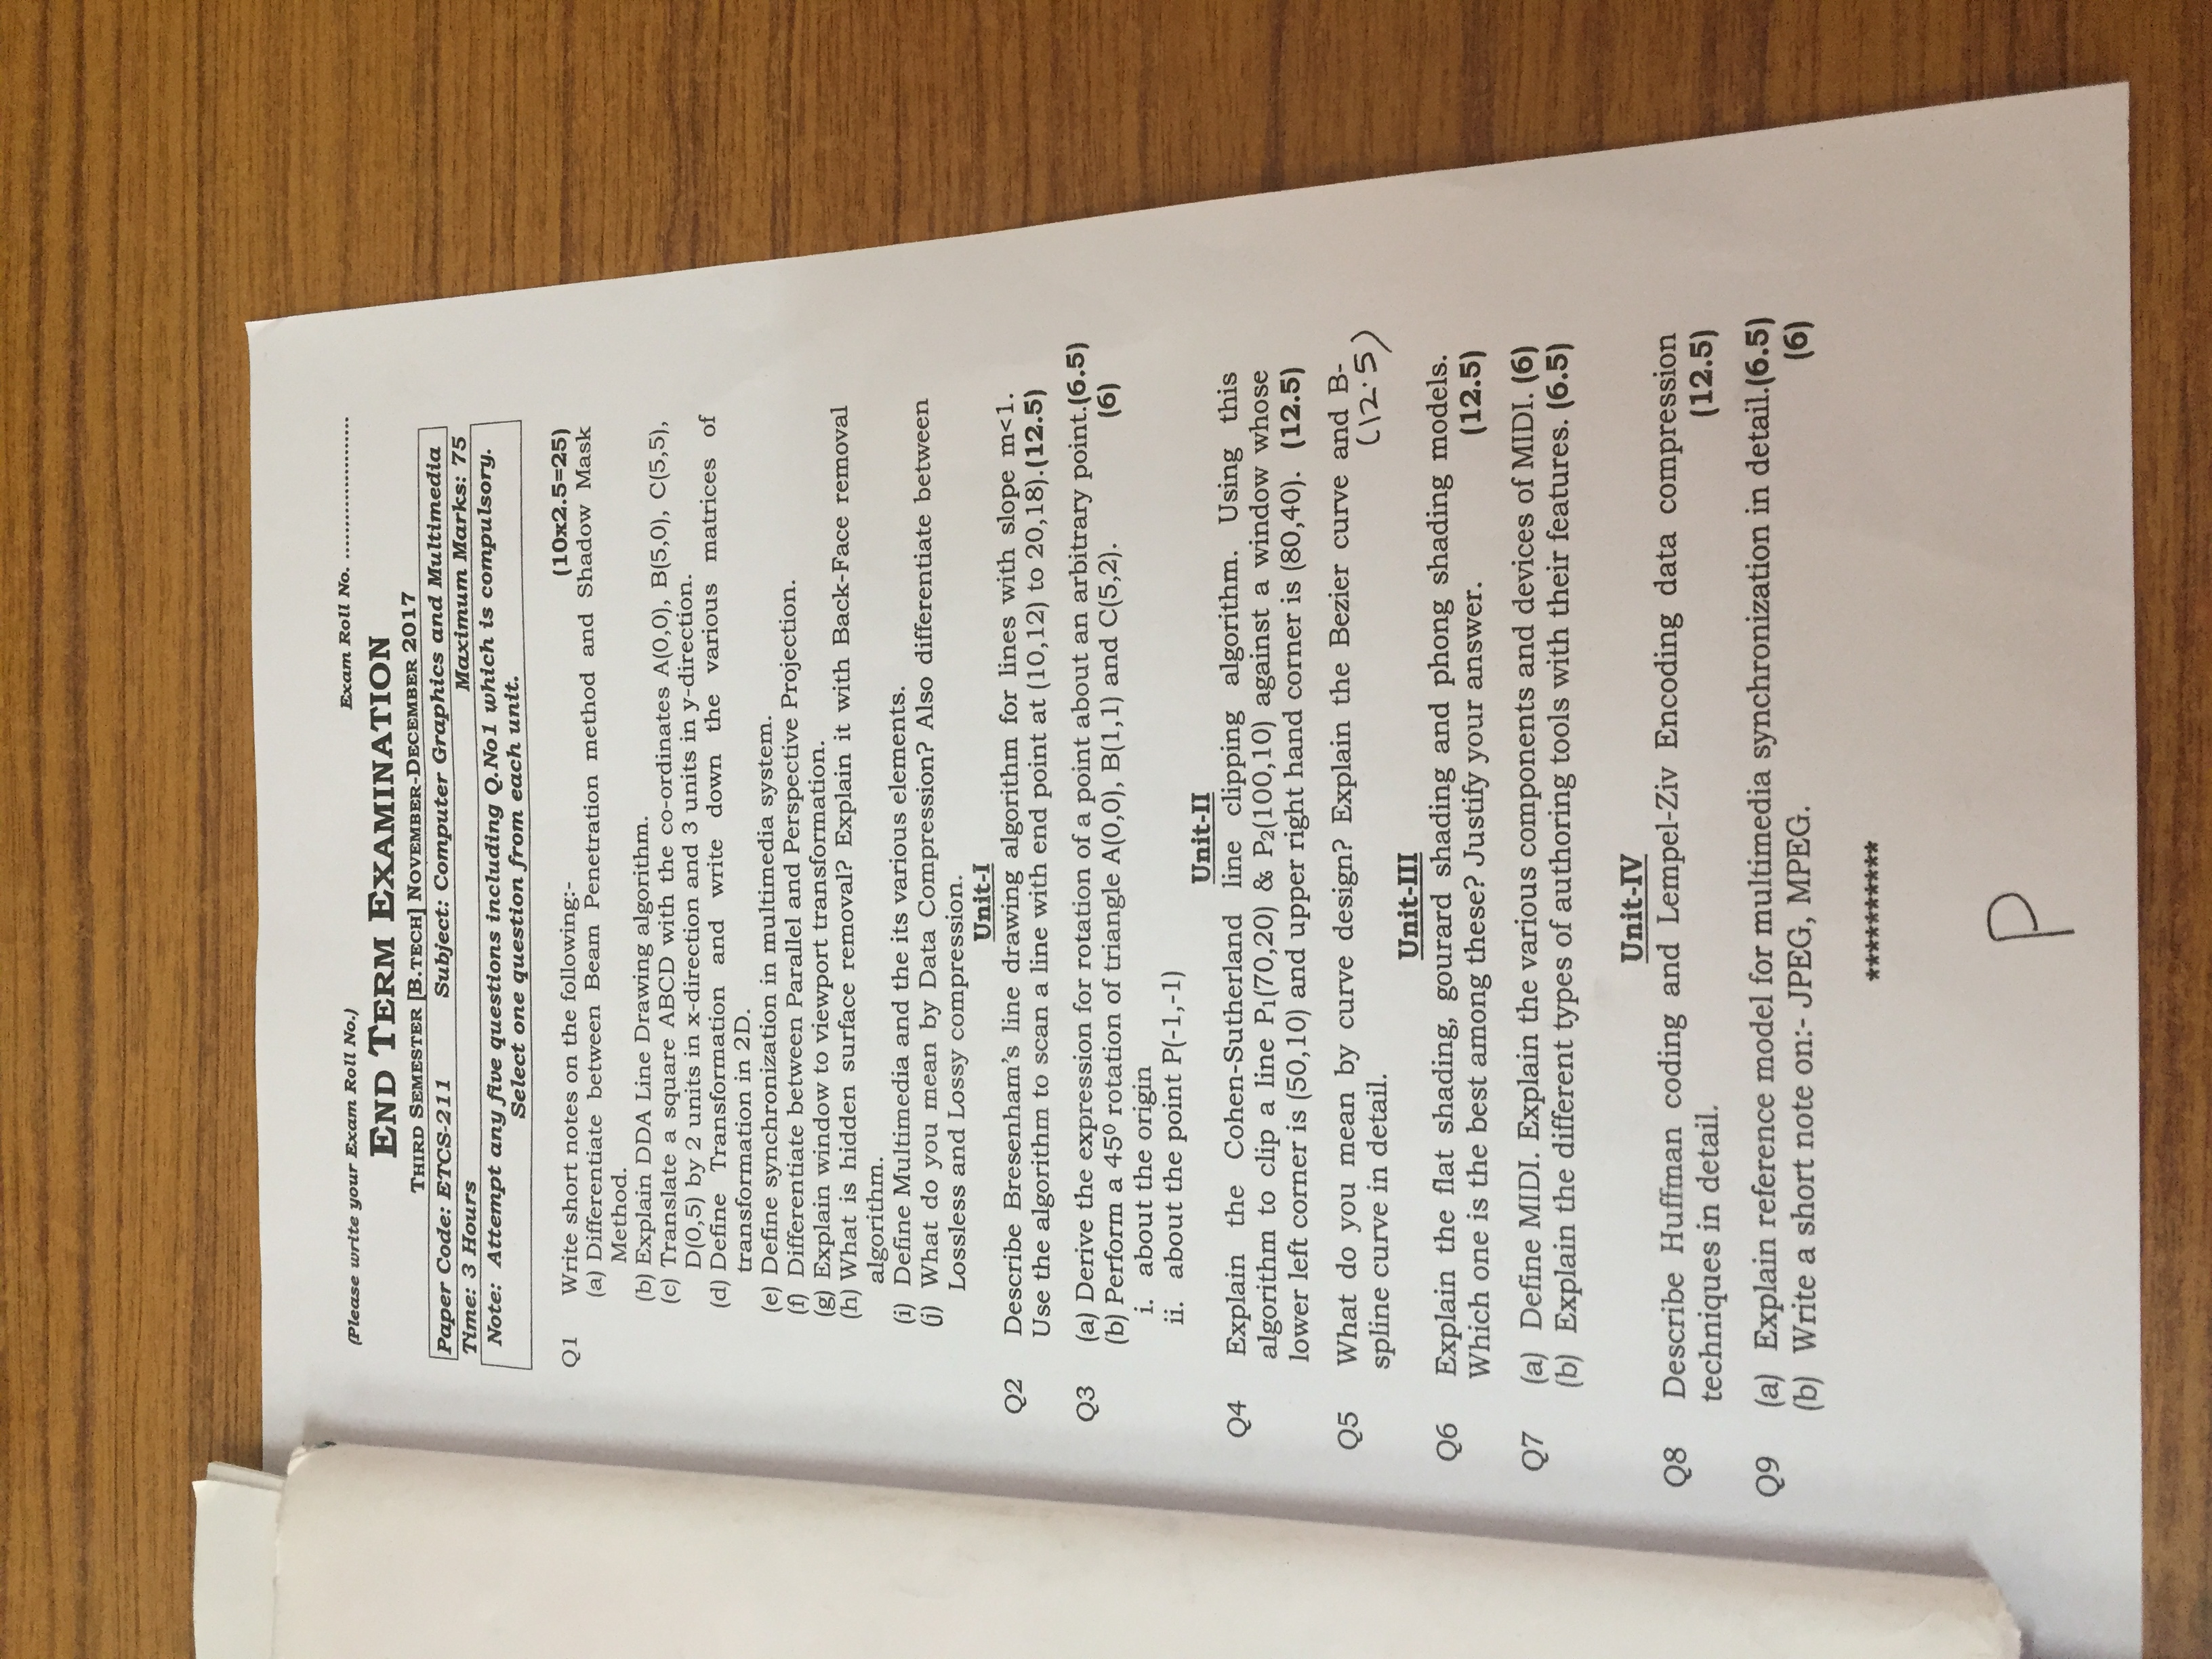 (Please write your Exam Roll No.) Exam Roll No. ......................
END TERM EXAMINATION
THIRD SEMESTER [B.TECH] NOVEMBER-DECEMBER 2017
Paper Code: ETCS-211 Subject: Computer Graphics and Multimedia
Time: 3 Hours Maximum Marks: 75
Note: Attempt any five questions including Q.No1 which is compulsory.
Select one question from each unit.
Q1 Write short notes on the following:- (10x2.5=25)
(a) Differentiate between Beam Penetration method and Shadow Mask
Method.
(b) Explain DDA Line Drawing algorithm.
(c) Translate a square ABCD with the co-ordinates A(0,0), B(5,0), C(5,5),
D(0,5) by 2 units in x-direction and 3 units in y-direction.
(d) Define Transformation and write down the various matrices of
transformation in 2D.
(e) Define synchronization in multimedia system.
(f) Differentiate between Parallel and Perspective Projection.
(g) Explain window to viewport transformation.
(h) What is hidden surface removal? Explain it with Back-Face removal
algorithm.
(i) Define Multimedia and the its various elements.
(j) What do you mean by Data Compression? Also differentiate between
Lossless and Lossy compression.
Unit-I
Q2 Describe Bresenham's line drawing algorithm for lines with slope m<1.
Use the algorithm to scan a line with end point at (10,12) to 20,18).(12.5)
Q3 (a) Derive the expression for rotation of a point about an arbitrary point.(6.5)
(b) Perform a 45⁰ rotation of triangle A(0,0), B(1,1) and C(5,2). (6)
i. about the origin
ii. about the point P(-1,-1)
Unit-II
Q4 Explain the Cohen-Sutherland line clipping algorithm. Using this
algorithm to clip a line P₁(70,20) & P₂(100,10) against a window whose
lower left corner is (50,10) and upper right hand corner is (80,40). (12.5)
Q5 What do you mean by curve design? Explain the Bezier curve and B-
spline curve in detail. (12.5)
Unit-III
Q6 Explain the flat shading, gourard shading and phong shading models.
Which one is the best among these? Justify your answer. (12.5)
Q7 (a) Define MIDI. Explain the various components and devices of MIDI. (6)
(b) Explain the different types of authoring tools with their features. (6.5)
Unit-IV
Q8 Describe Huffman coding and Lempel-Ziv Encoding data compression
techniques in detail. (12.5)
Q9 (a) Explain reference model for multimedia synchronization in detail.(6.5)
(b) Write a short note on:- JPEG, MPEG. (6)
**********
P